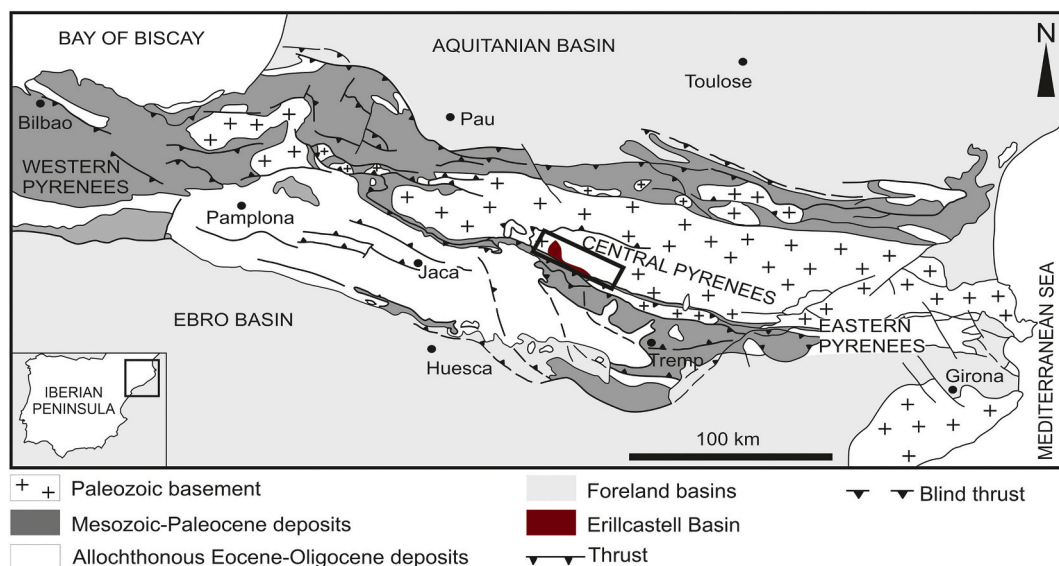 BAY OF BISCAY
AQUITANIAN BASIN
N
Toulose
Bilbao
Pau
WESTERN
PYRENEES
Pamplona
CENTRAL PYRENEES
Jaca
EBRO BASIN
EASTERN
PYRENEES
Huesca
Tremp
Girona
MEDITERRANEAN SEA
IBERIAN
PENINSULA
100 km
Paleozoic basement
Foreland basins
Blind thrust
Mesozoic-Paleocene deposits
Erillcastell Basin
Allochthonous Eocene-Oligocene deposits
Thrust